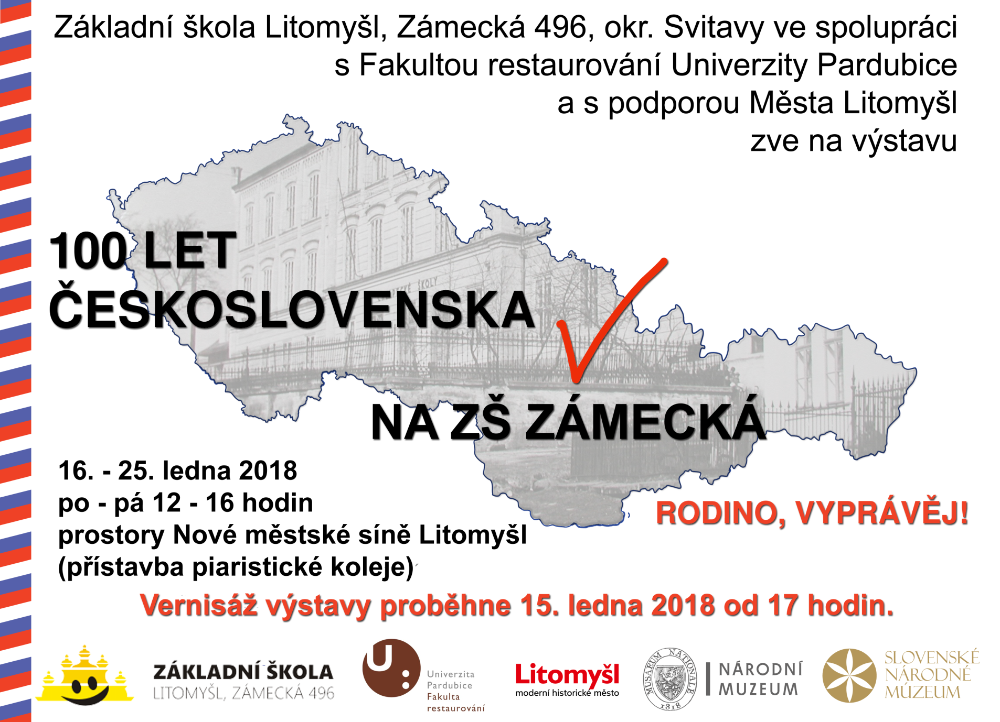 Základní škola Litomyšl, Zámecká 496, okr. Svitavy ve spolupráci
s Fakultou restaurování Univerzity Pardubice
a s podporou Města Litomyšl
zve na výstavu
100 LET
ČESKOSLOVENSKA
ŠKOLY
NA ZŠ ZÁMECKÁ
16. - 25. ledna 2018
po - pá 12 - 16 hodin
prostory Nové městské síně Litomyšl
(přístavba piaristické koleje)
RODINO, VYPRÁVĚJ!
Vernisáž výstavy proběhne 15. ledna 2018 od 17 hodin.
ZÁKLADNÍ ŠKOLA
LITOMYŠL, ZÁMECKÁ 496
U:
Univerzita
Pardubice
Fakulta
restaurování
Litomyšl
moderní historické město
MUSAEUM NATIONALE
1818
NÁRODNÍ
MUZEUM
SLOVENSKÉ
NÁRODNÉ
MÚZEUM